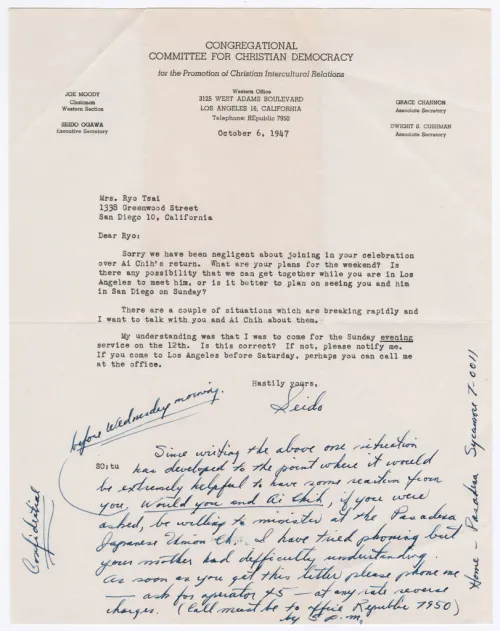 CONGREGATIONAL
COMMITTEE FOR CHRISTIAN DEMOCRACY
for the Promotion of Christian Intercultural Relations
JOE MOODY
Chairman
Western Section
SEIDO OGAWA
Executive Secretary
Western Office
3125 WEST ADAMS BOULEVARD
LOS ANGELES 18, CALIFORNIA
Telephone: REpublic 7950
GRACE CHANNON
Associate Secretary
DWIGHT S. CUSHMAN
Associate Secretary
October 6, 1947
Mrs. Ryo Tsai
1338 Greenwood Street
San Diego 10, California
Dear Ryo:
Sorry we have been negligent about joining in your celebration
over Ai Chih's return. What are your plans for the weekend? Is
there any possibility that we can get together while you are in Los
Angeles to meet him, or is it better to plan on seeing you and him
in San Diego on Sunday?
There are a couple of situations which are breaking rapidly and
I want to talk with you and Ai Chih about them.
My understanding was that I was to come for the Sunday evening
service on the 12th. Is this correct? If not, please notify me.
If you come to Los Angeles before Saturday, perhaps you can call me
at the office.
Hastily yours,
Seido
SO:tu
before Wednesday morning.
Since writing the above one situation
has developed to the point where it would
be extremely helpful to have some reaction from
you. Would you and Ai Chih, if you were
asked, be willing to minister at the Pasadena
Japanese Union Ch. I have tried phoning but
your mother had difficulty understanding.
As soon as you get this letter please phone me
— ask for operator 45 — at any rate reverse
charges. (Call must be to office Republic 7950)
by 5 p.m.
Confidential
Home - Pasadena Sycamore 7-0011